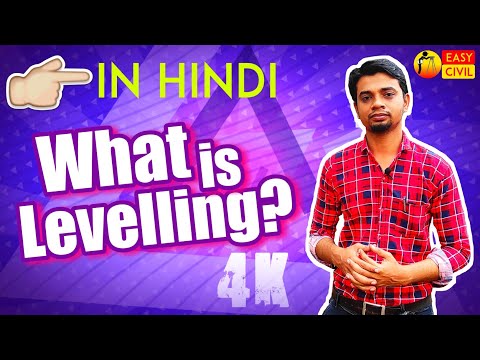 IN HINDI
EASY
CIVIL
What is
Levelling?
4K